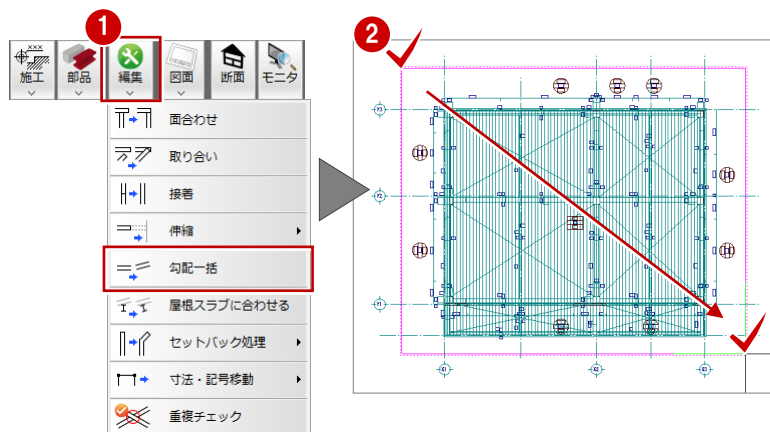 1
施工 部品 編集 図面 断面 モニタ
面合わせ
取り合い
接着
伸縮
勾配一括
屋根スラブに合わせる
セットバック処理
寸法・記号移動
重複チェック
2
Y3
Y2
Y1